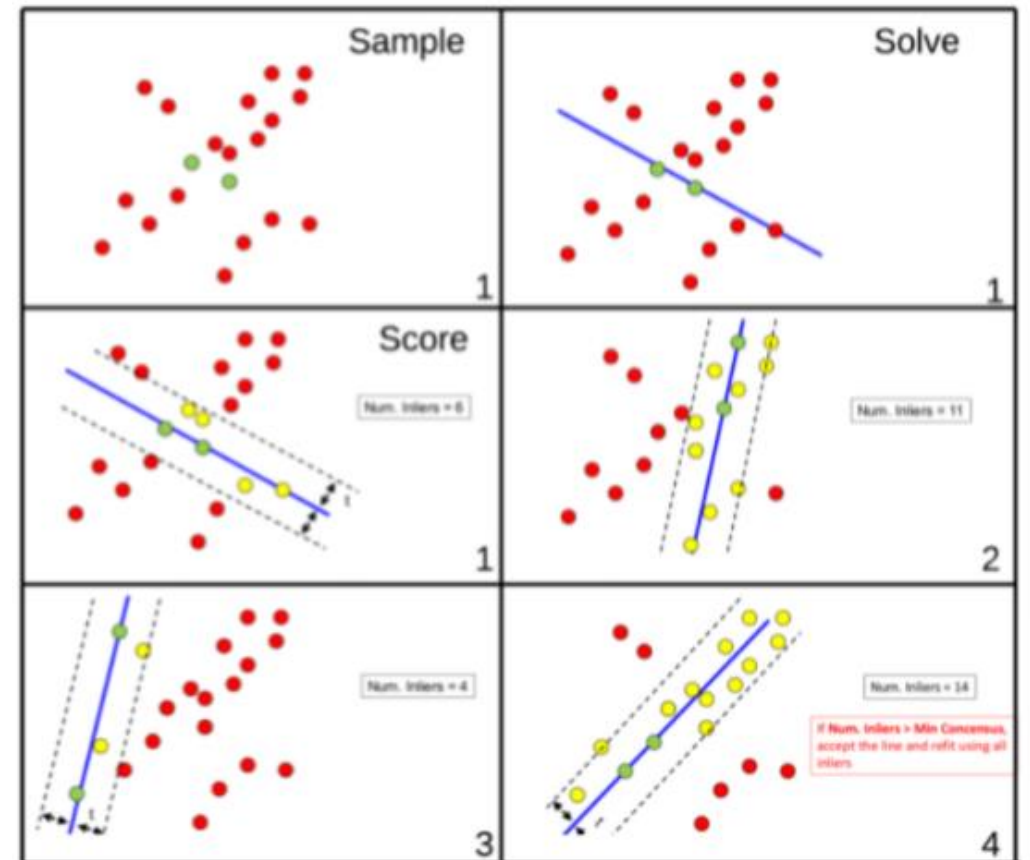 Sample
1
Solve
1
Score
Num. Inliers = 6
t
1
Num. Inliers = 11
2
Num. Inliers = 4
t
3
Num. Inliers = 14
If Num. Inliers > Min Concensus,
accept the line and refit using all
inliers
4